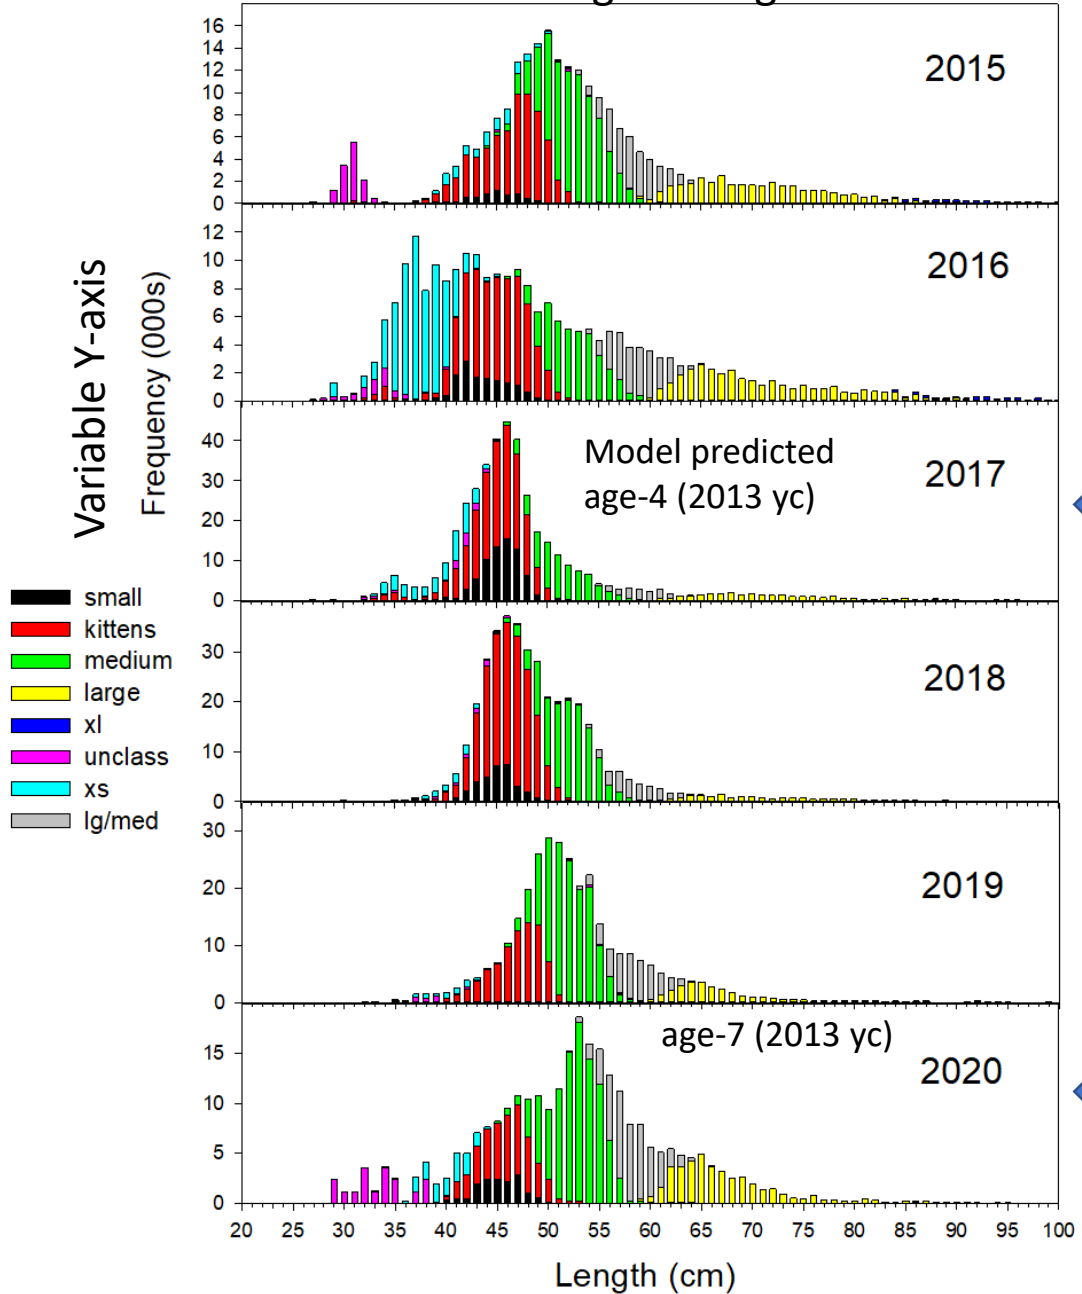 16
14
12
10
8
6
4
2
0
2015
12
10
8
6
4
2
0
2016
40
30
20
10
0
Model predicted
age-4 (2013 yc)
2017
30
20
10
0
2018
30
20
10
0
2019
15
10
5
0
age-7 (2013 yc)
2020
Variable Y-axis
Frequency (000s)
small
kittens
medium
large
xl
unclass
xs
lg/med
20 25 30 35 40 45 50 55 60 65 70 75 80 85 90 95 100
Length (cm)